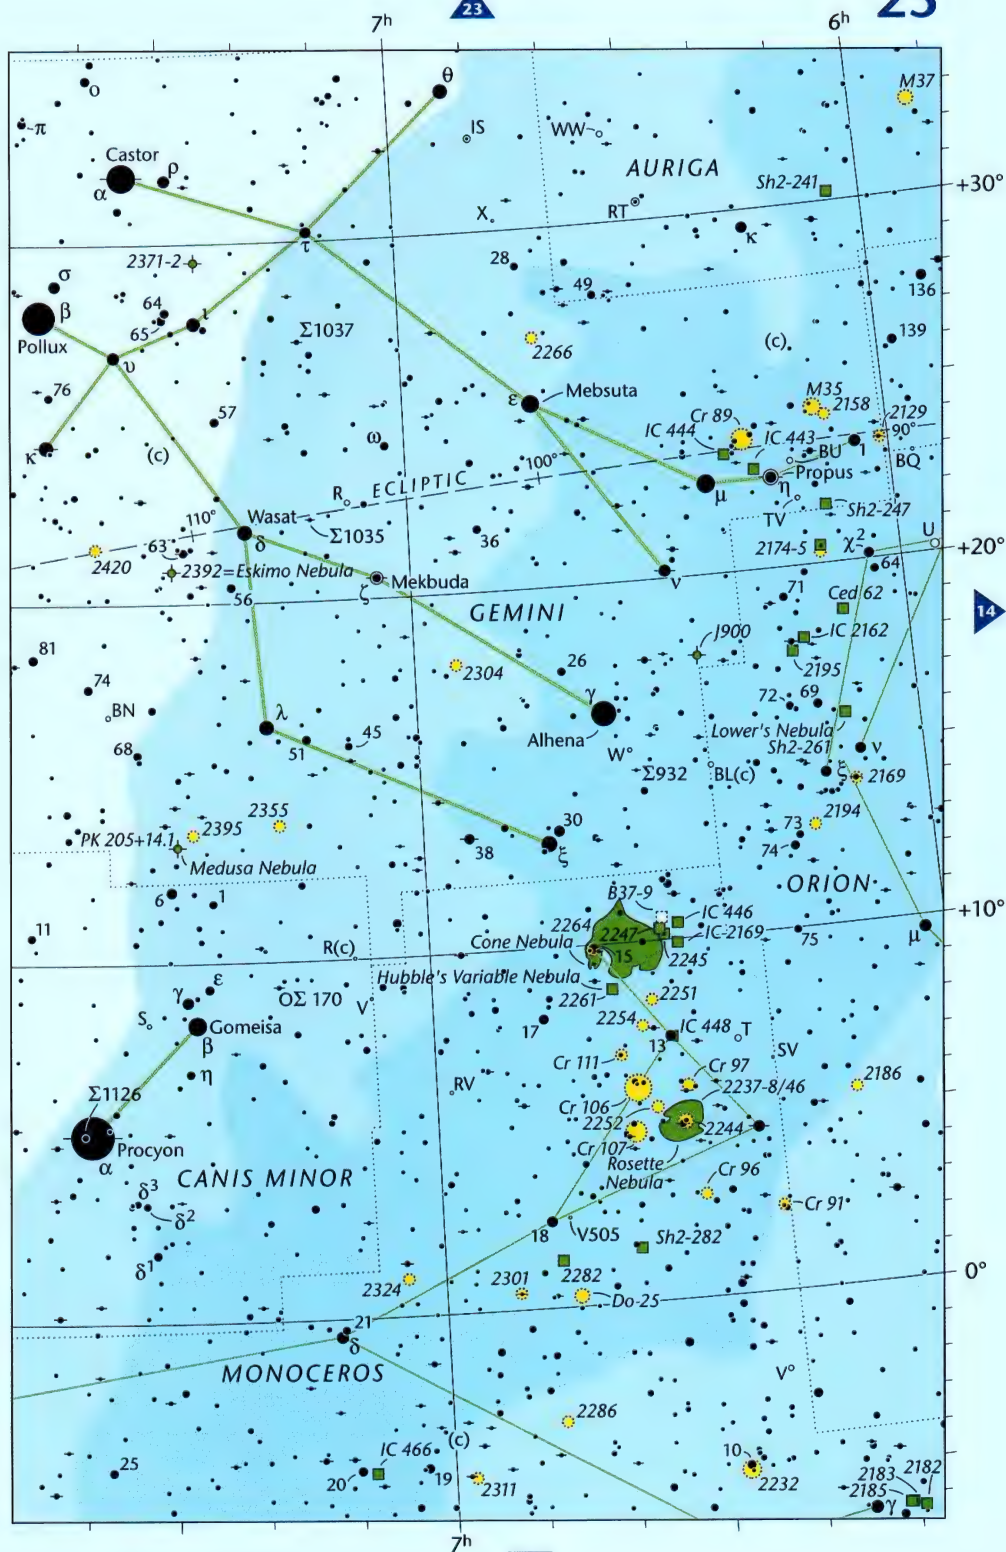 23
25
7h
6h
θ
M37
ο
π
IS
WW
AURIGA
Castor
α
ρ
Sh2-241
+30°
X
RT
κ
τ
2371-2
28
σ
49
136
β
64
ι
65
Σ1037
(c)
139
Pollux
υ
2266
76
Mebsuta
M35
ε
2158
57
Cr 89
2129
IC 444
IC 443
90°
κ
(c)
ω
1
BU
BQ
100°
Propus
ECLIPTIC
μ
η
R
110°
Wasat
TV
Sh2-247
δ
Σ1035
U
36
2174-5
χ2
+20°
2420
63
64
2392=Eskimo Nebula
Mekbuda
ζ
ν
56
71
GEMINI
Ced 62
14
J900
IC 2162
81
2304
26
2195
74
72
69
γ
BN
λ
Lower's Nebula
Alhena
45
W
Sh2-261
ν
68
51
Σ932
BL(c)
ξ
2169
2355
2194
2395
30
73
PK 205+14.1
38
ξ
74
Medusa Nebula
ORION
6
1
B37-9
+10°
IC 446
11
2264
2247
IC-2169
75
μ
R(c)
Cone Nebula
15
2245
ε
Hubble's Variable Nebula
γ
ΟΣ 170
V
2261
2251
S
Gomeisa
17
2254
IC 448
T
β
13
SV
Cr 111
Cr 97
η
RV
2237-8/46
2186
Σ1126
Cr 106
2252
2244
Procyon
Cr 107
α
Rosette
Nebula
Cr 96
CANIS MINOR
δ3
Cr 91
δ2
18
V505
Sh2-282
δ1
0°
2324
2301
2282
Do-25
21
δ
MONOCEROS
V
2286
(c)
IC 466
10
25
2183
2182
20
19
2311
2232
2185
γ
7h